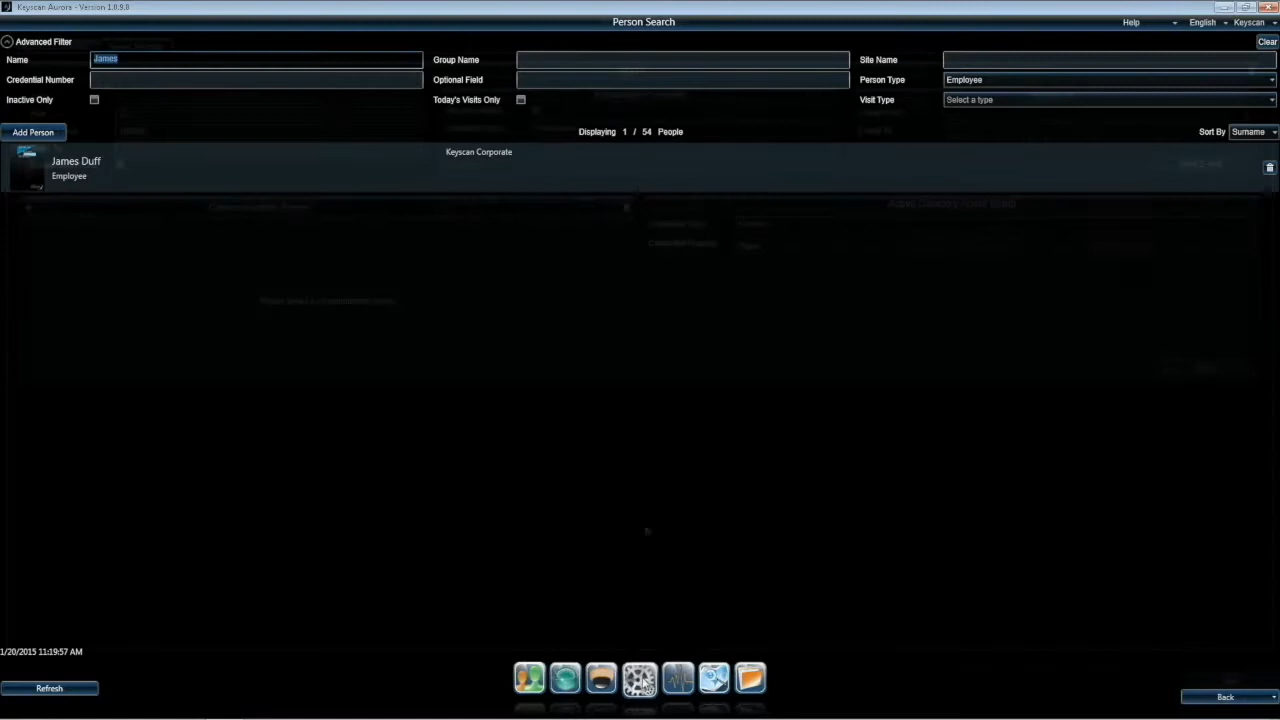 Keyscan Aurora - Version 1.0.9.0
Person Search
Help English Keyscan
Advanced Filter Clear
Name James Group Name Site Name
Credential Number Optional Field Person Type Employee
Inactive Only Today's Visits Only Visit Type Select a type
Add Person Displaying 1 / 54 People Sort By Surname
Keyscan Corporate
James Duff
Employee
1/20/2015 11:19:57 AM
Refresh
Back